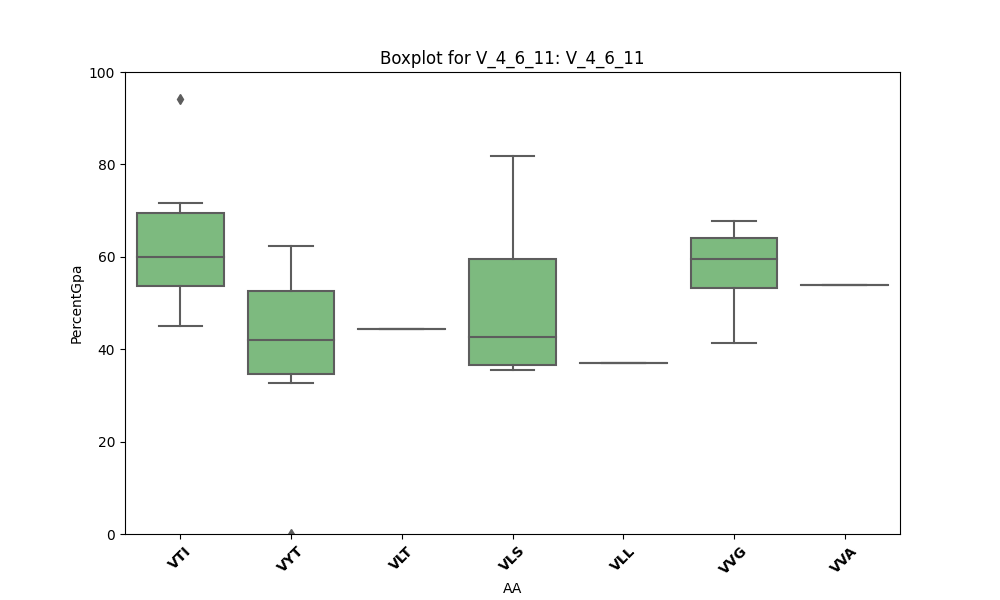 Boxplot for V_4_6_11: V_4_6_11
100
80
60
40
20
0
PercentGpa
VTI
VYT
VLT
VLS
VLL
VVG
VVA
AA